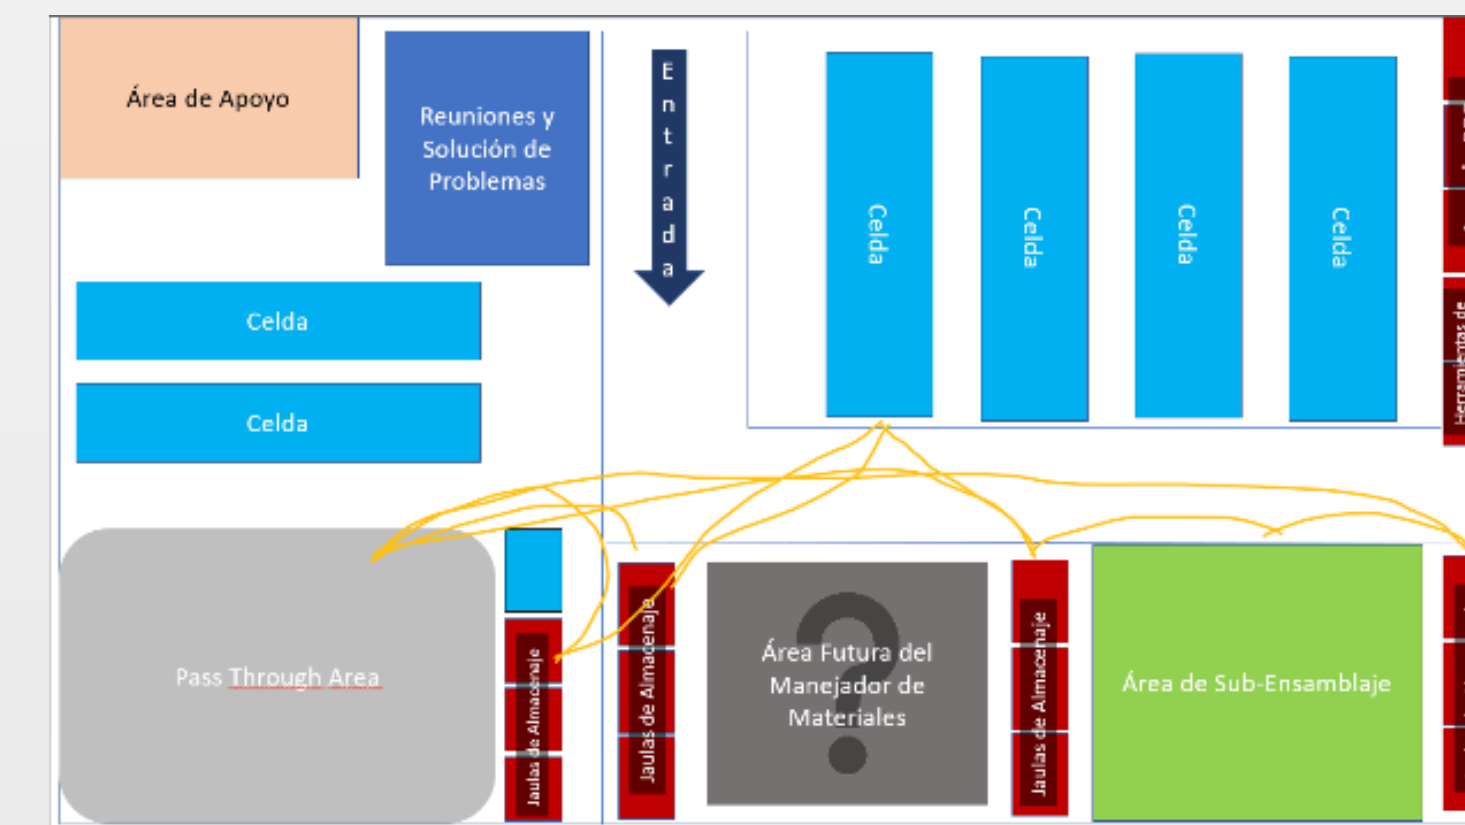 Área de Apoyo
Reuniones y
Solución de
Problemas
Entrada
Celda
Celda
Celda
Celda
Celda
Celda
Herramientas de
Pass Through Area
Jaulas de Almacenaje
Jaulas de Almacenaje
Área Futura del
Manejador de
Materiales
?
Jaulas de Almacenaje
Área de Sub-Ensamblaje